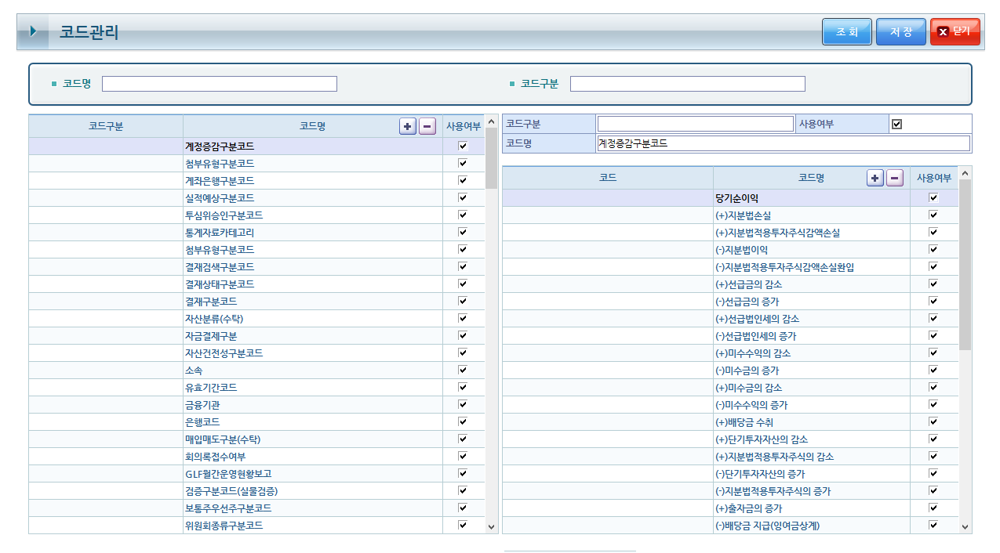 코드관리
조 회 저 장 닫기
코드명 코드구분
코드구분 코드명 사용여부
계정증감구분코드
첨부유형구분코드
계좌은행구분코드
실적예상구분코드
투심위승인구분코드
통계자료카테고리
첨부유형구분코드
결재검색구분코드
결재상태구분코드
결재구분코드
자산분류(수탁)
자금결제구분
자산건전성구분코드
소속
유효기간코드
금융기관
은행코드
매입매도구분(수탁)
회의록접수여부
GLF월간운영현황보고
검증구분코드(실물검증)
보통주우선주구분코드
위원회종류구분코드
코드구분 사용여부
코드명 계정증감구분코드
코드 코드명 사용여부
당기순이익
(+)지분법손실
(+)지분법적용투자주식감액손실
(-)지분법이익
(-)지분법적용투자주식감액손실환입
(+)선급금의 감소
(-)선급금의 증가
(+)선급법인세의 감소
(-)선급법인세의 증가
(+)미수수익의 감소
(-)미수금의 증가
(+)미수금의 감소
(-)미수수익의 증가
(+)배당금 수취
(+)단기투자자산의 감소
(+)지분법적용투자주식의 감소
(-)단기투자자산의 증가
(-)지분법적용투자주식의 증가
(+)출자금의 증가
(-)배당금 지급(잉여금상계)